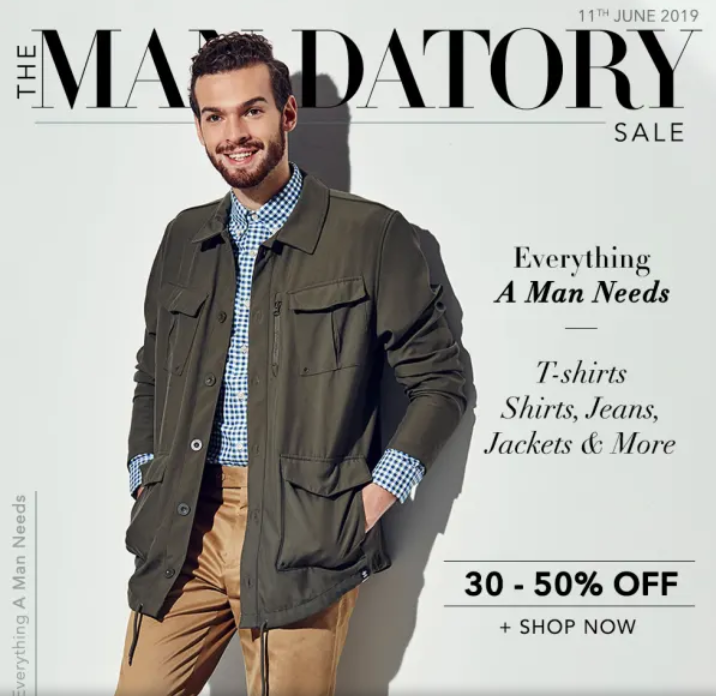 11TH JUNE 2019
THE MANDATORY
SALE
Everything
A Man Needs
T-shirts
Shirts, Jeans,
Jackets & More
30 - 50% OFF
+ SHOP NOW
Everything A Man Needs